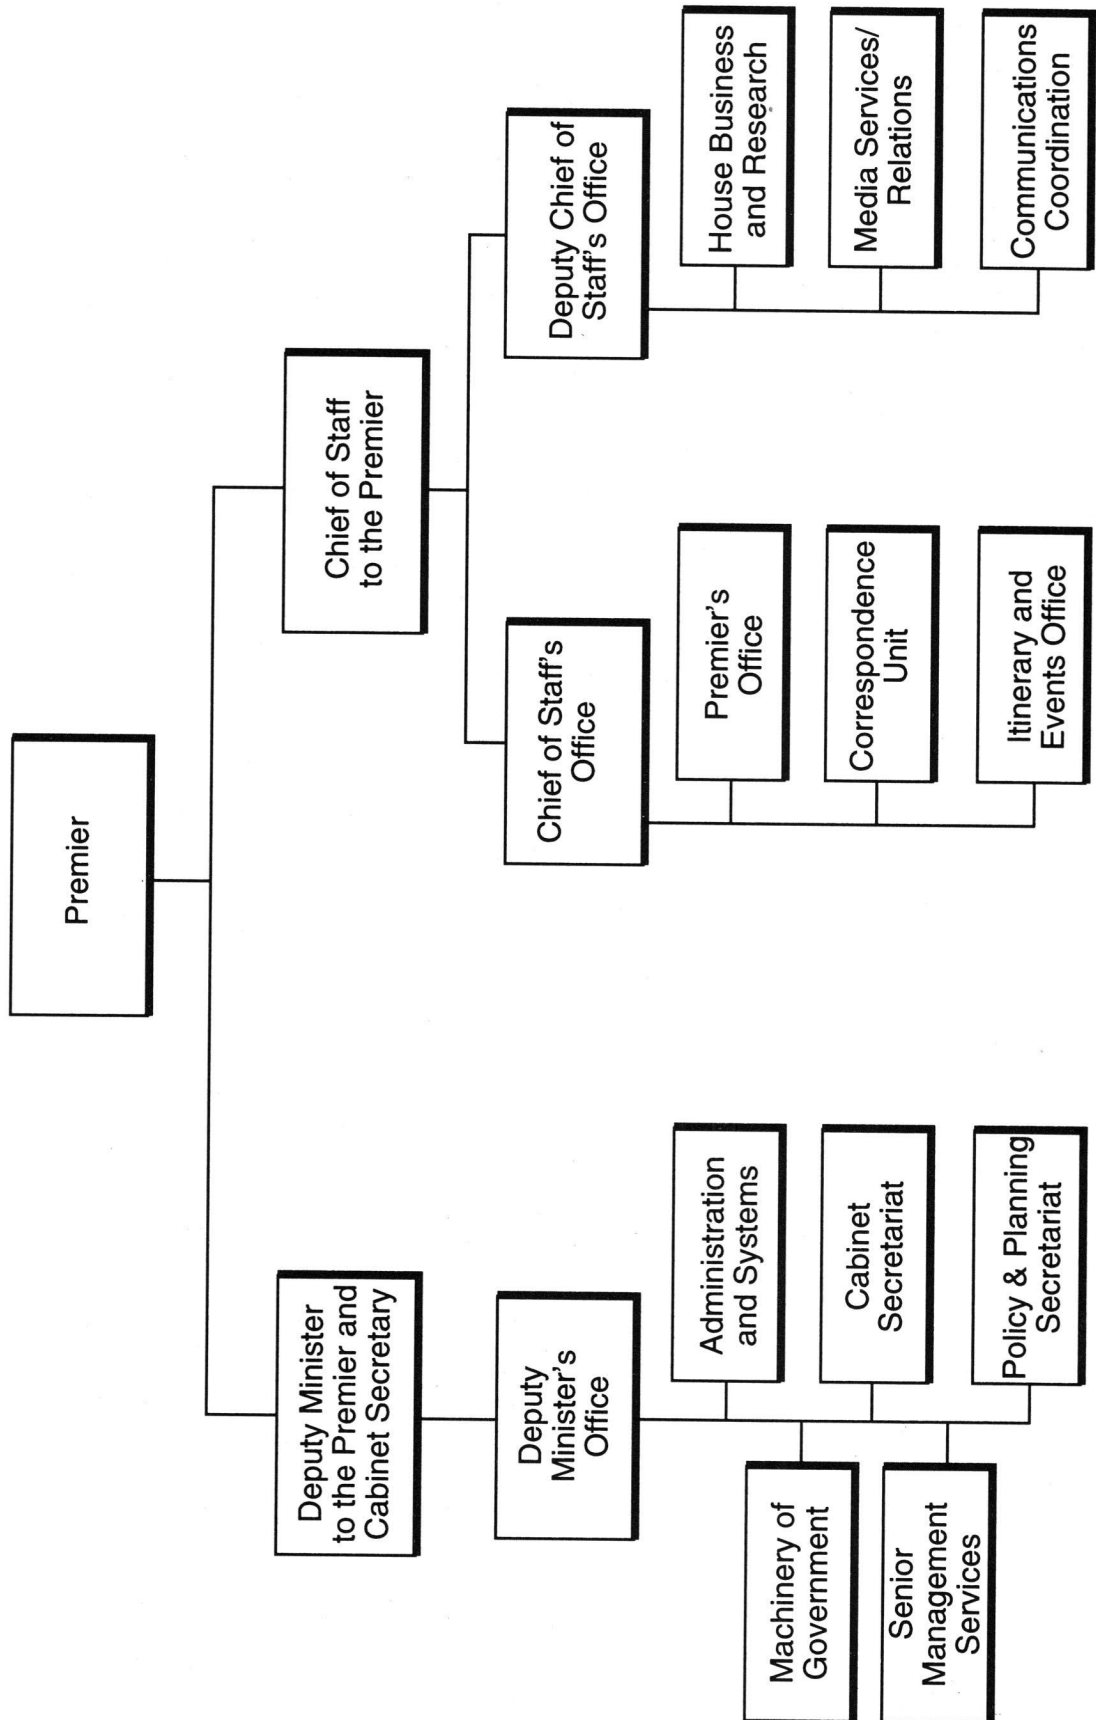 Premier
Deputy Minister
to the Premier and
Cabinet Secretary
Chief of Staff
to the Premier
Deputy
Minister's
Office
Chief of Staff's
Office
Deputy Chief of
Staff's Office
Administration
and Systems
Machinery of
Government
Cabinet
Secretariat
Senior
Management
Services
Policy & Planning
Secretariat
Premier's
Office
Correspondence
Unit
Itinerary and
Events Office
House Business
and Research
Media Services/
Relations
Communications
Coordination